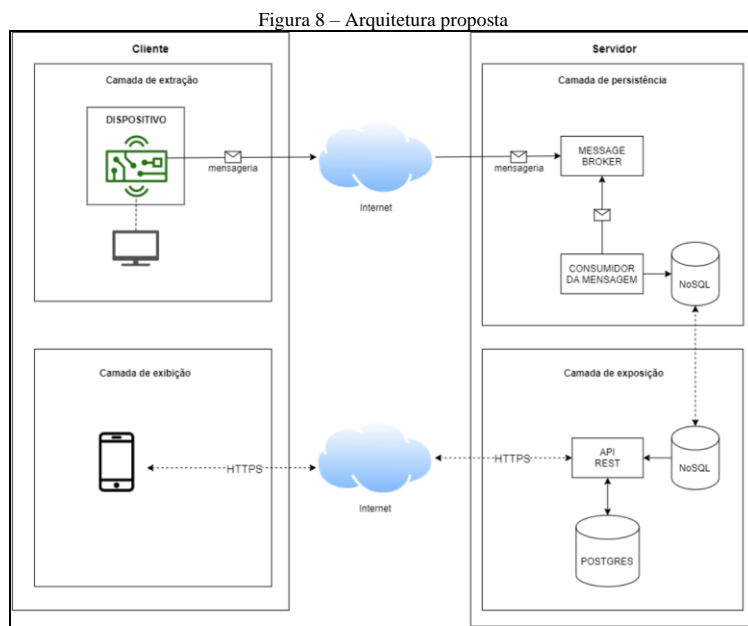 Figura 8 – Arquitetura proposta
Cliente
Camada de extração
DISPOSITIVO
mensageria
Internet
Servidor
Camada de persistência
mensageria
MESSAGE
BROKER
CONSUMIDOR
DA MENSAGEM
NoSQL
Camada de exibição
HTTPS
Internet
Camada de exposição
HTTPS
API
REST
NoSQL
POSTGRES